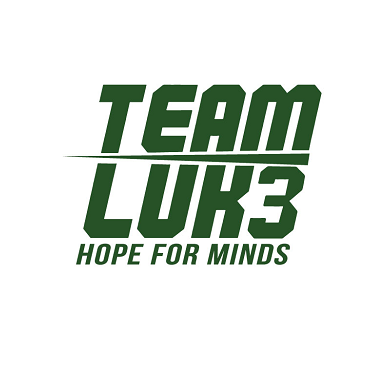 TEAM
LUK3
HOPE FOR MINDS